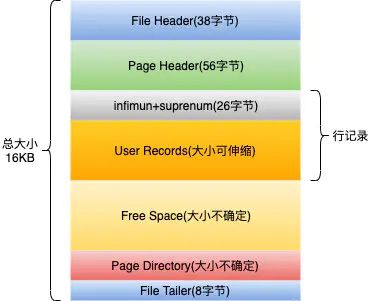 File Header(38字节)
Page Header(56字节)
infimun+suprenum(26字节)
User Records(大小可伸缩)
Free Space(大小不确定)
Page Directory(大小不确定)
File Tailer(8字节)
总大小
16KB
行记录